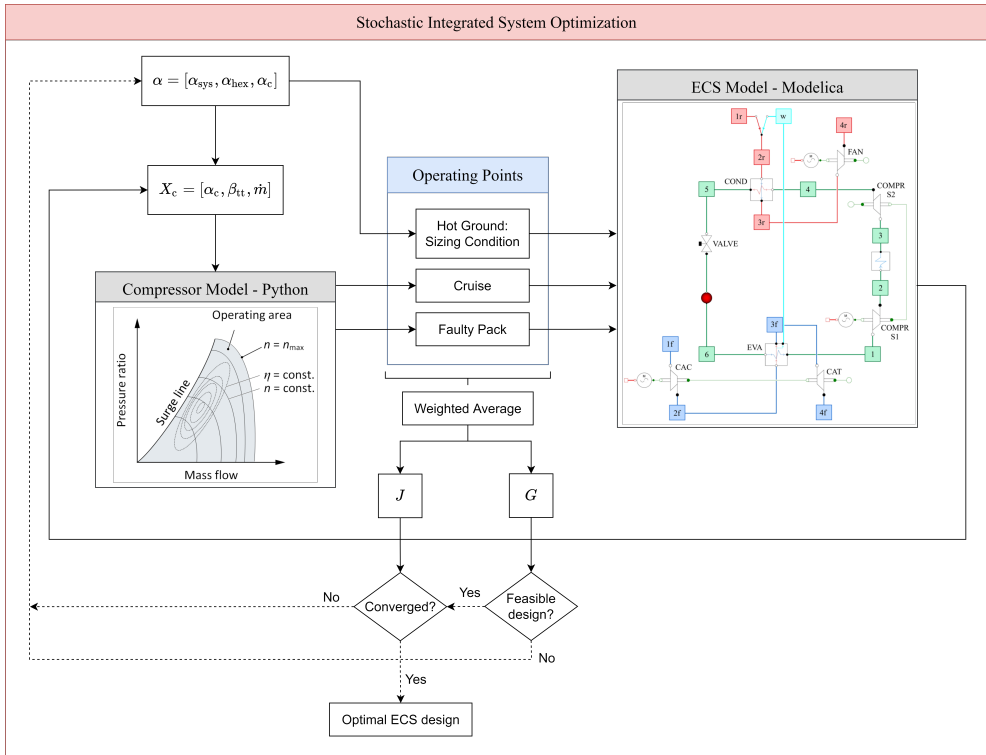 Stochastic Integrated System Optimization
α = [α_sys, α_hex, α_c]
X_c = [α_c, β_tt, ṁ]
Compressor Model - Python
Operating area
n = n_max
η = const.
n = const.
Surge line
Pressure ratio
Mass flow
Operating Points
Hot Ground:
Sizing Condition
Cruise
Faulty Pack
Weighted Average
J
G
Converged?
Feasible
design?
Yes
No
No
Yes
Optimal ECS design
ECS Model - Modelica
1r
w
4r
2r
FAN
COND
5
4
COMPR
S2
3r
3
VALVE
2
3f
COMPR
S1
1f
EVA
6
1
CAC
CAT
2f
4f